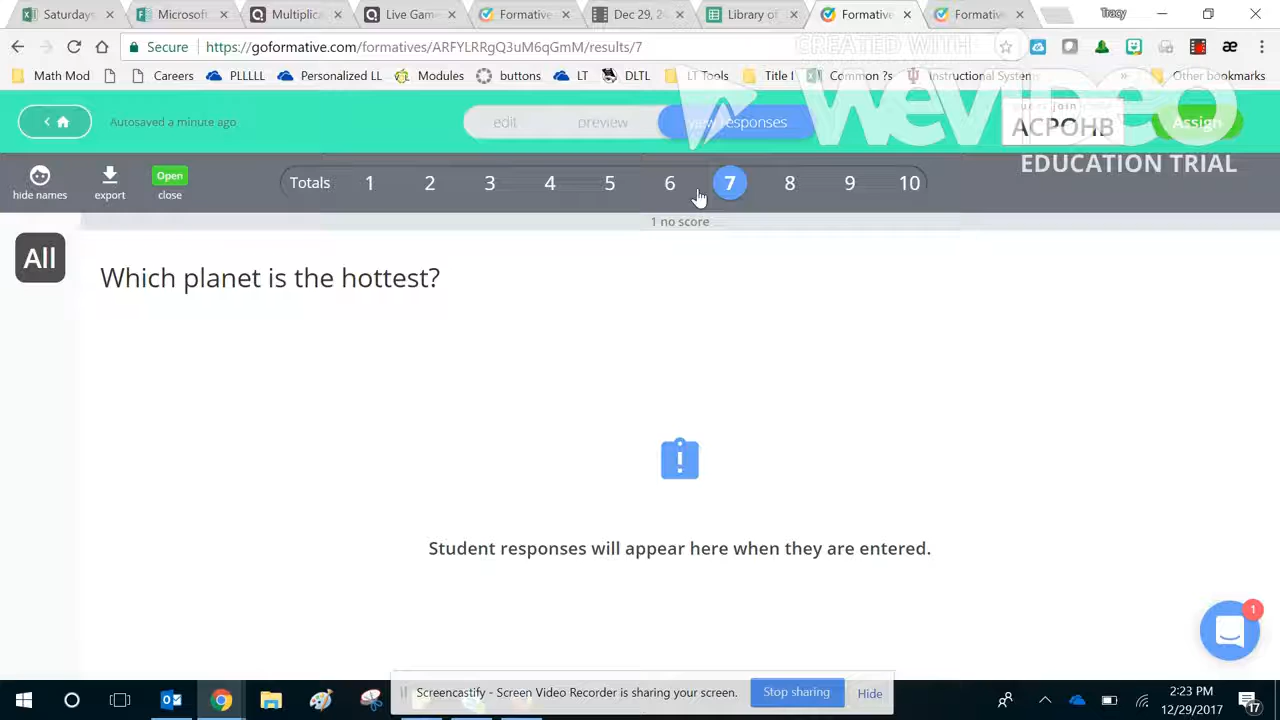 Saturdays
Microsoft
Multiplica
Live Gam
Formative
Dec 29, 2
Library of
Formative
Formative
Tracy
Secure
https://goformative.com/formatives/ARFYLRRgQ3uM6qGmM/results/7
CREATED WITH
Math Mod
Careers
PLLLLL
Personalized LL
Modules
buttons
LT
DLTL
LT Tools
Title I
Common ?s
Instructional Systems
»
Other bookmarks
WEVIDEO
EDUCATION TRIAL
Autosaved a minute ago
edit
preview
view responses
guest join code
ACPOHB
Assign
hide names
export
Open
close
Totals 1 2 3 4 5 6 7 8 9 10
1 no score
All
Which planet is the hottest?
!
Student responses will appear here when they are entered.
1
Screencastify - Screen Video Recorder is sharing your screen.
Stop sharing
Hide
2:23 PM
12/29/2017
17